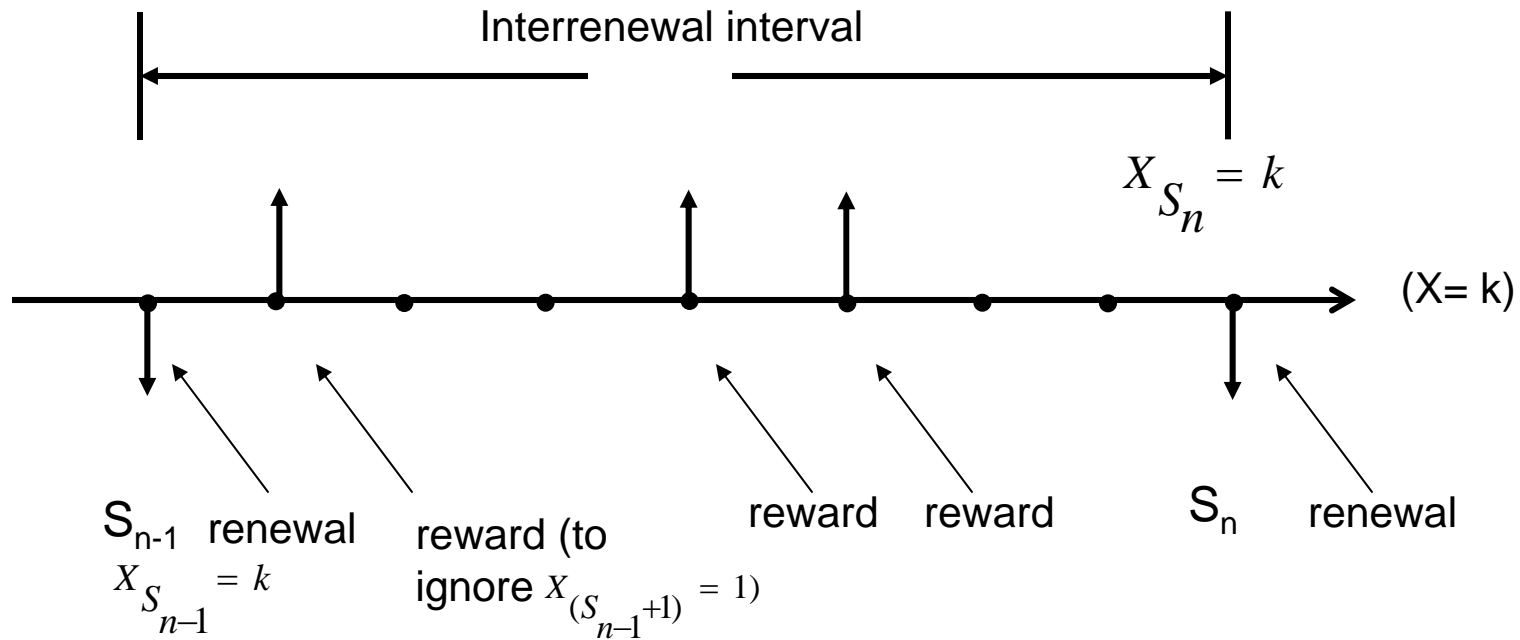 Interrenewal interval
X_{S_n} = k
(X= k)
S_{n-1} renewal
X_{S_{n-1}} = k
reward (to
ignore X_{(S_{n-1}+1)} = 1)
reward reward
S_n renewal